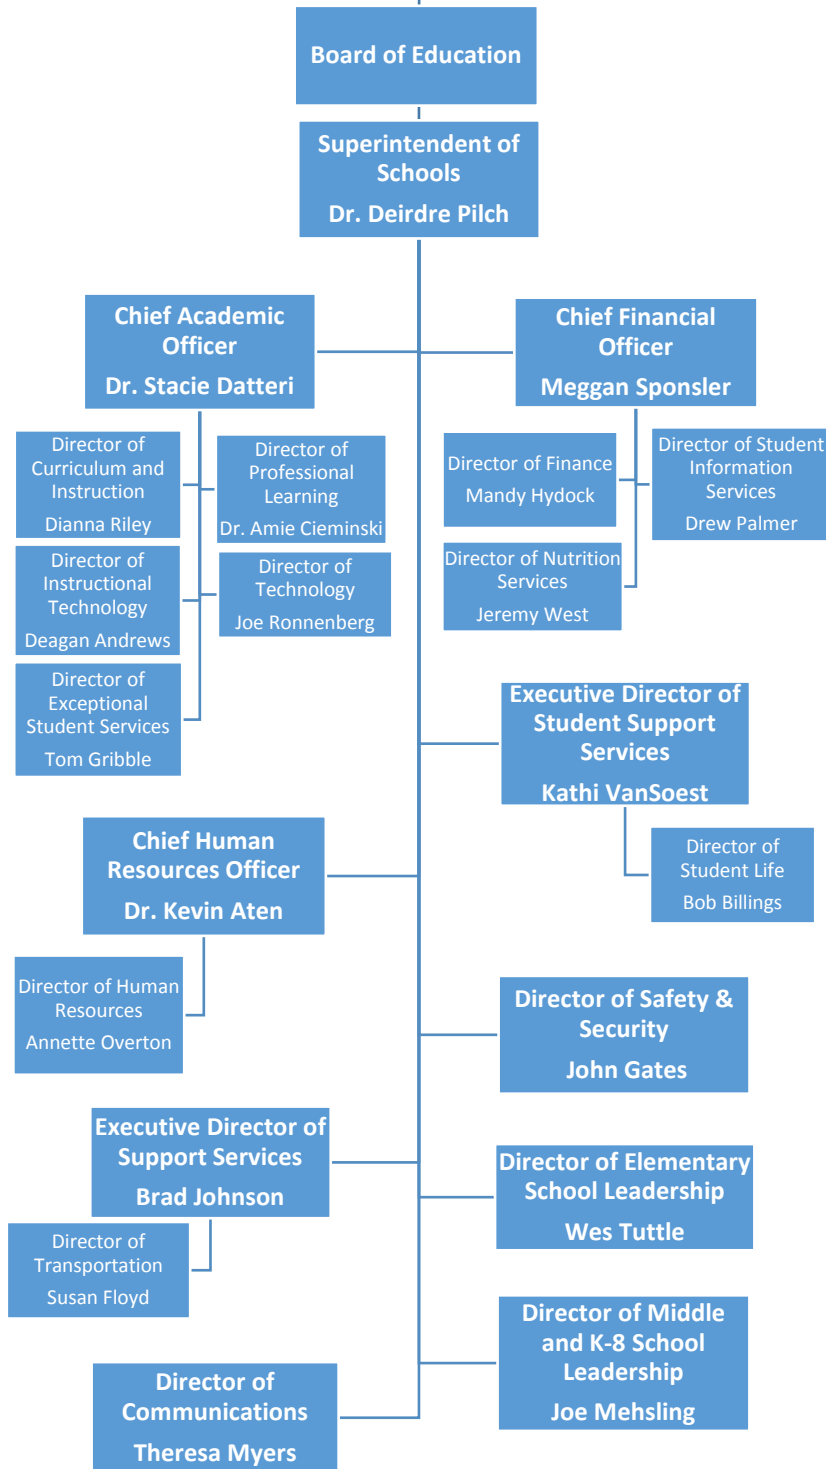 Board of Education
Superintendent of
Schools
Dr. Deirdre Pilch
Chief Academic
Officer
Dr. Stacie Datteri
Chief Financial
Officer
Meggan Sponsler
Director of
Curriculum and
Instruction
Dianna Riley
Director of
Professional
Learning
Dr. Amie Cieminski
Director of Finance
Mandy Hydock
Director of Student
Information
Services
Drew Palmer
Director of
Instructional
Technology
Deagan Andrews
Director of
Technology
Joe Ronnenberg
Director of Nutrition
Services
Jeremy West
Director of
Exceptional
Student Services
Tom Gribble
Executive Director of
Student Support
Services
Kathi VanSoest
Chief Human
Resources Officer
Dr. Kevin Aten
Director of
Student Life
Bob Billings
Director of Human
Resources
Annette Overton
Director of Safety &
Security
John Gates
Executive Director of
Support Services
Brad Johnson
Director of Elementary
School Leadership
Wes Tuttle
Director of
Transportation
Susan Floyd
Director of Middle
and K-8 School
Leadership
Joe Mehsling
Director of
Communications
Theresa Myers